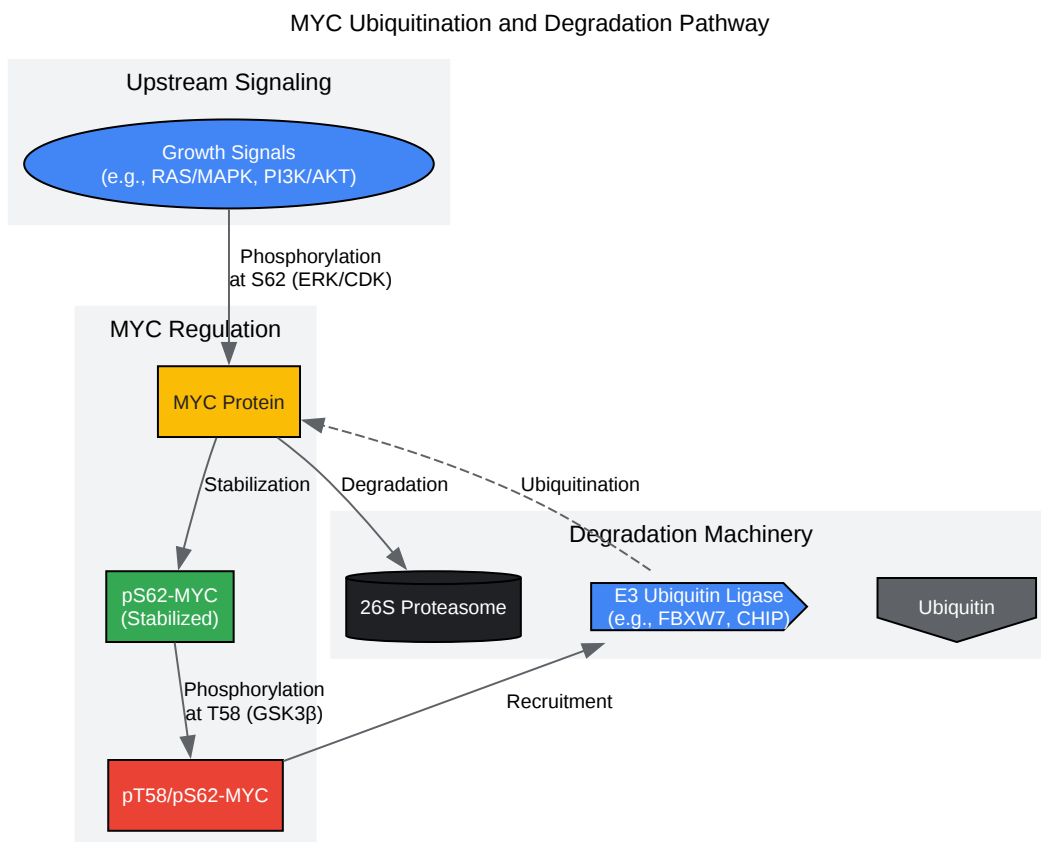 MYC Ubiquitination and Degradation Pathway
Upstream Signaling
Growth Signals
(e.g., RAS/MAPK, PI3K/AKT)
Phosphorylation
at S62 (ERK/CDK)
MYC Regulation
MYC Protein
Stabilization
Degradation
Ubiquitination
Degradation Machinery
pS62-MYC
(Stabilized)
26S Proteasome
E3 Ubiquitin Ligase
(e.g., FBXW7, CHIP)
Ubiquitin
Phosphorylation
at T58 (GSK3β)
Recruitment
pT58/pS62-MYC